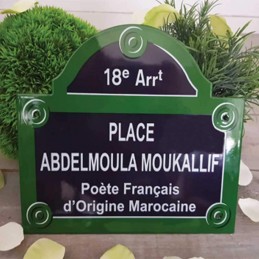 18e Arrt
PLACE
ABDELMOULA MOUKALLIF
Poète Français
d'Origine Marocaine